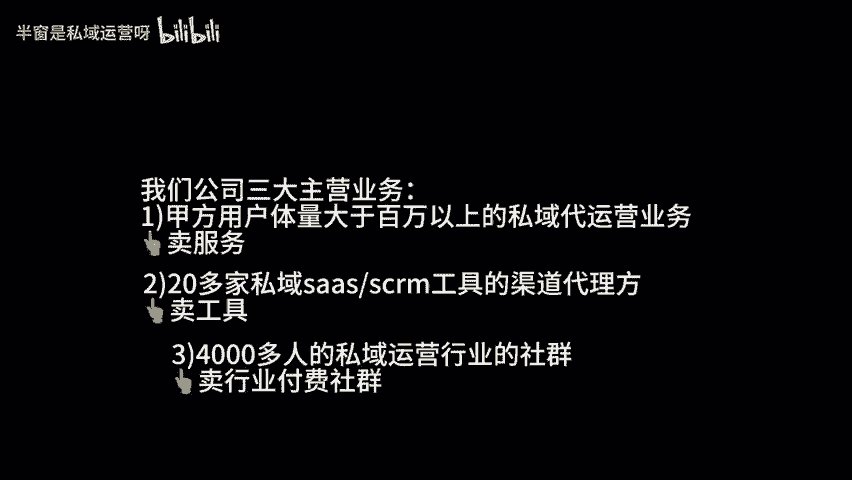 半窗是私域运营呀 bilibili
我们公司三大主营业务：
1)甲方用户体量大于百万以上的私域代运营业务
👆卖服务
2)20多家私域saas/scrm工具的渠道代理方
👆卖工具
3)4000多人的私域运营行业的社群
👆卖行业付费社群